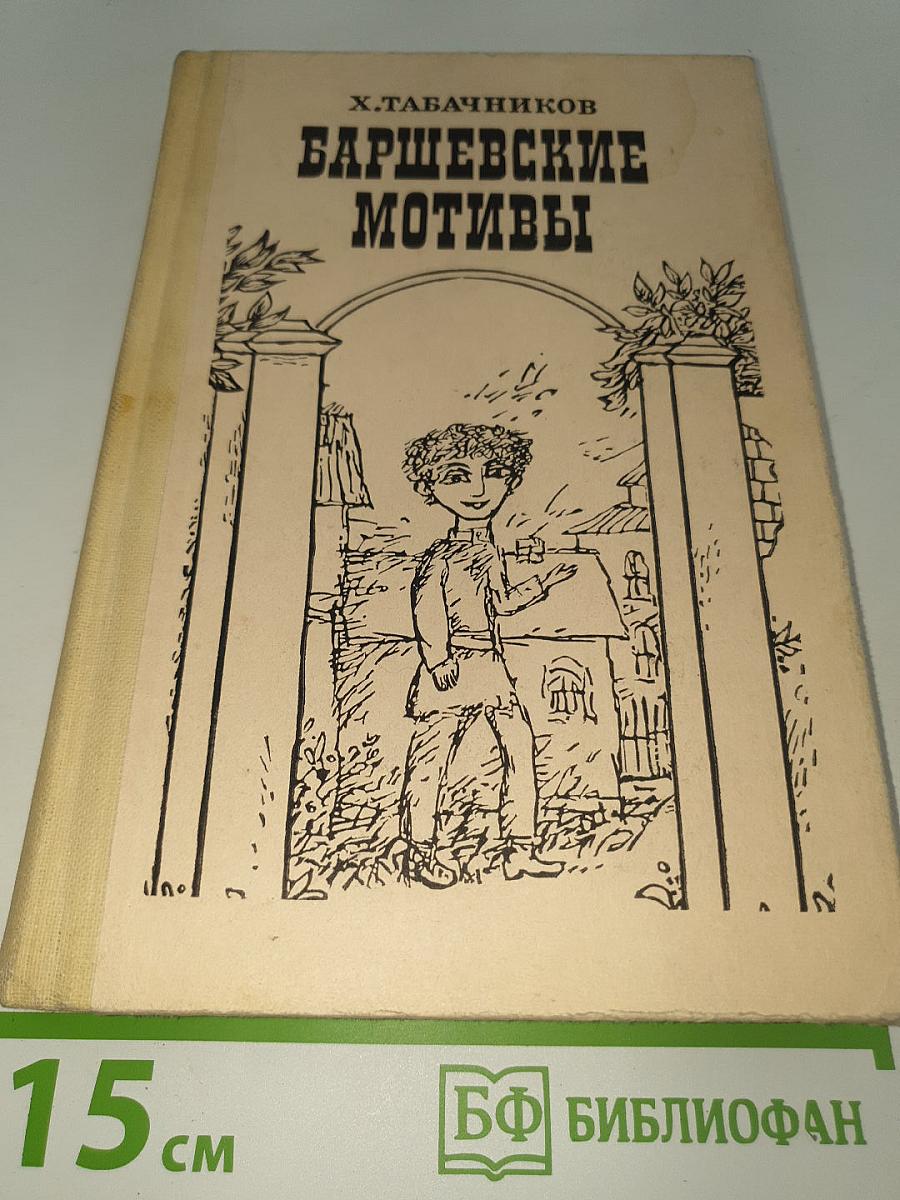 Х.ТАБАЧНИКОВ
БАРШЕВСКИЕ
МОТИВЫ
15 см
БФ БИБЛИОФАН